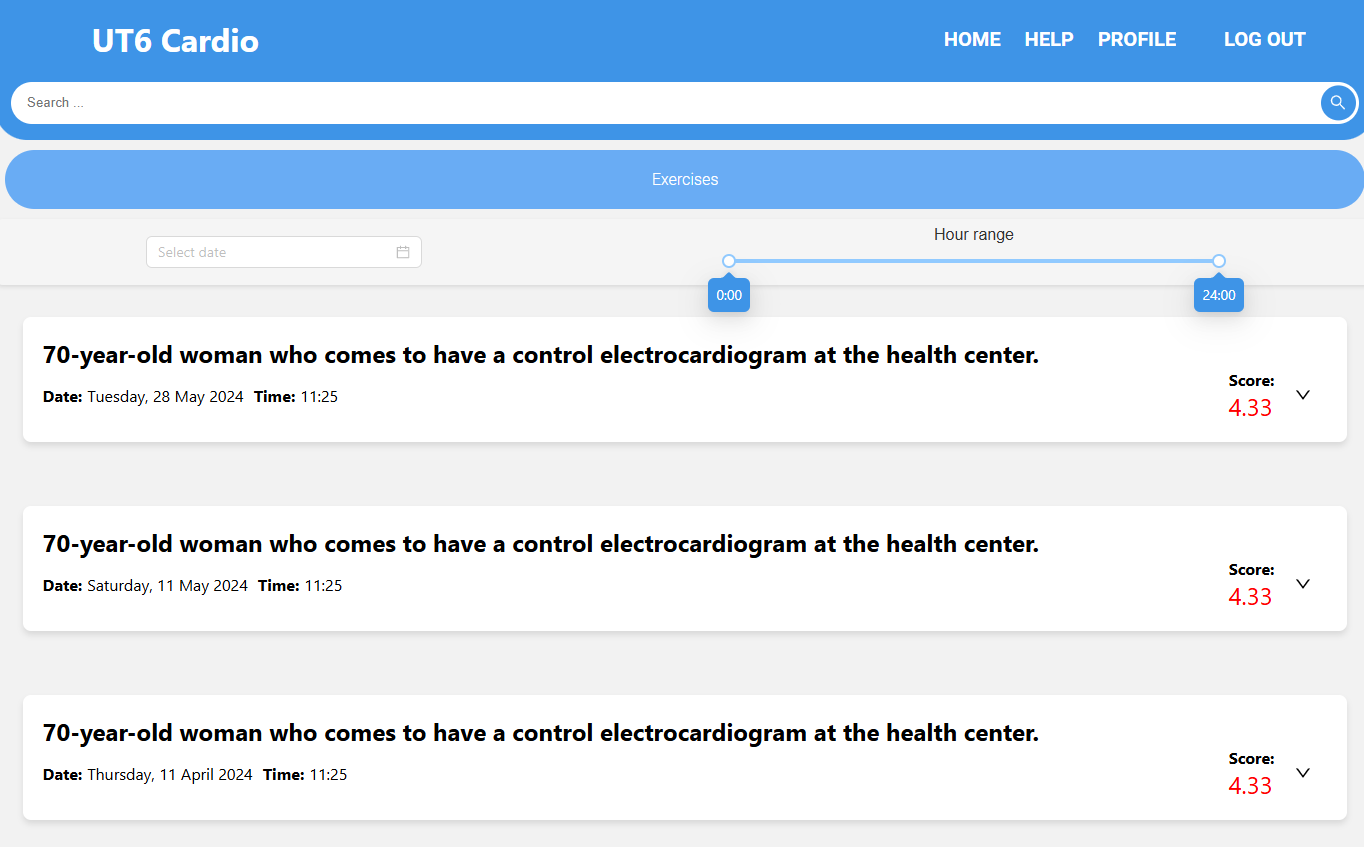 UT6 Cardio
HOME HELP PROFILE LOG OUT
Search ...
Exercises
Select date
Hour range
0:00 24:00
70-year-old woman who comes to have a control electrocardiogram at the health center.
Date: Tuesday, 28 May 2024 Time: 11:25
Score:
4.33
70-year-old woman who comes to have a control electrocardiogram at the health center.
Date: Saturday, 11 May 2024 Time: 11:25
Score:
4.33
70-year-old woman who comes to have a control electrocardiogram at the health center.
Date: Thursday, 11 April 2024 Time: 11:25
Score:
4.33